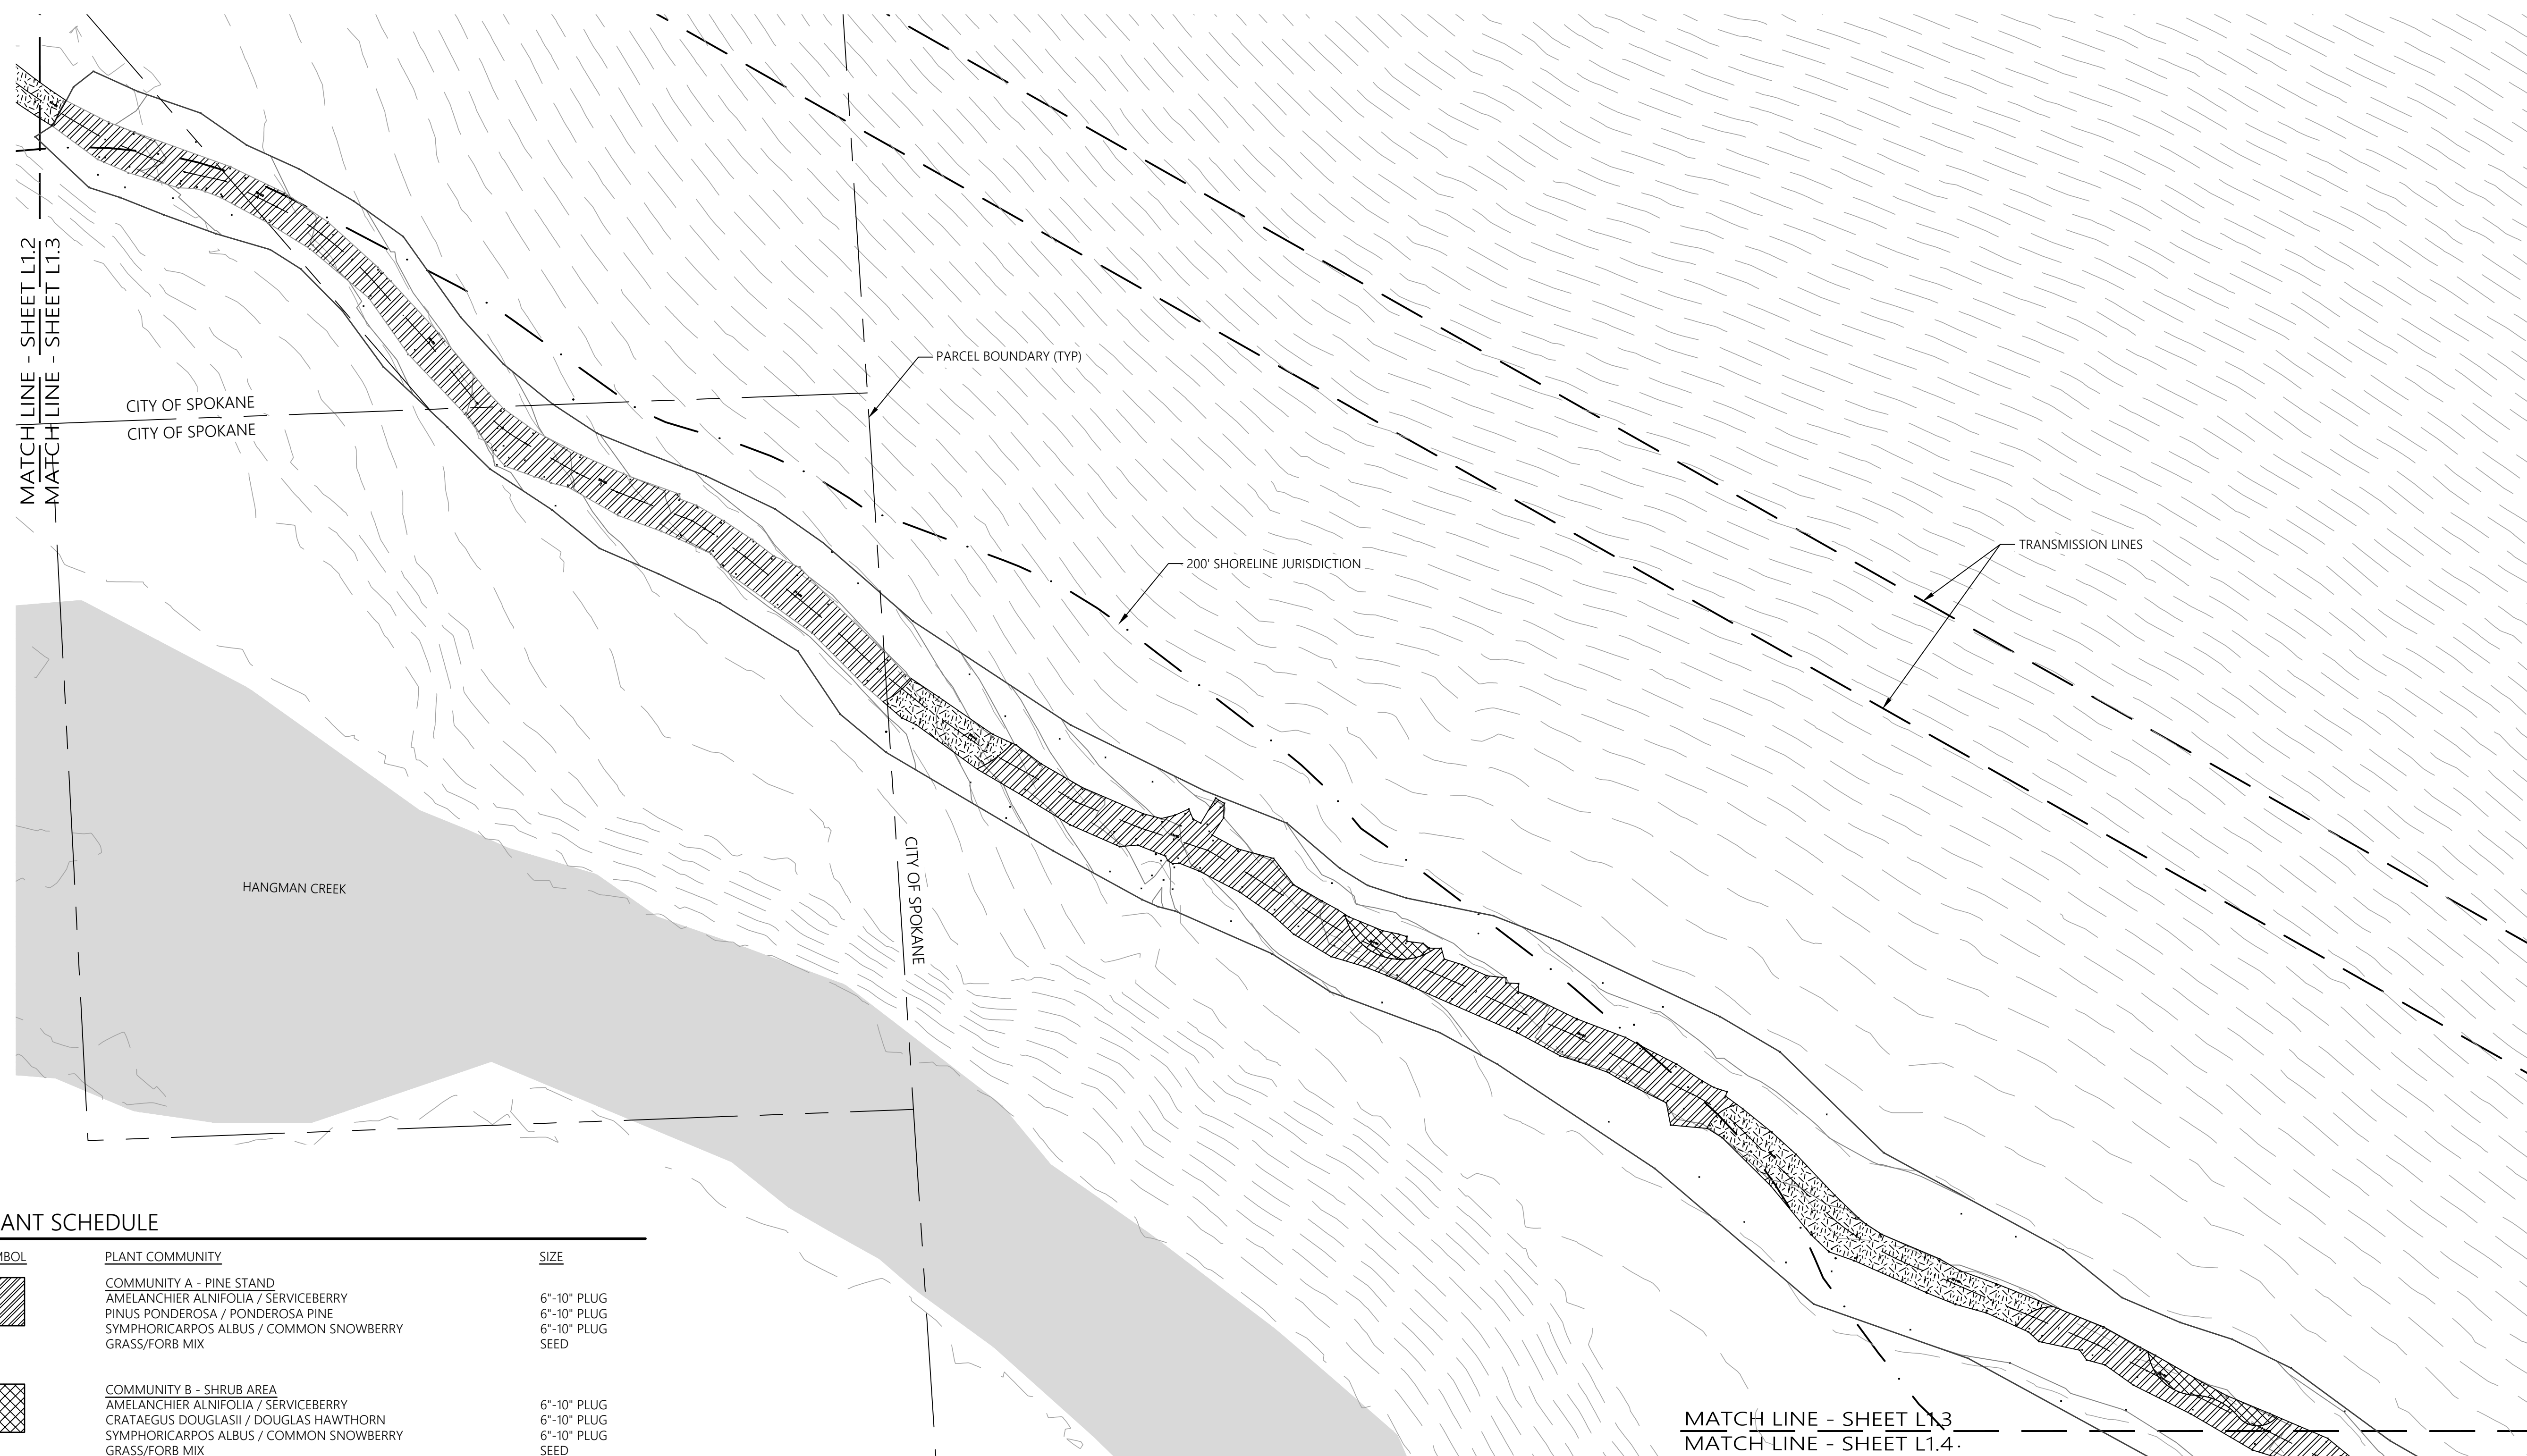 MATCH LINE - SHEET L1.2
MATCH LINE - SHEET L1.3
CITY OF SPOKANE
CITY OF SPOKANE
PARCEL BOUNDARY (TYP)
200' SHORELINE JURISDICTION
TRANSMISSION LINES
CITY OF SPOKANE
HANGMAN CREEK
ANT SCHEDULE
MBOL PLANT COMMUNITY SIZE
COMMUNITY A - PINE STAND
AMELANCHIER ALNIFOLIA / SERVICEBERRY 6"-10" PLUG
PINUS PONDEROSA / PONDEROSA PINE 6"-10" PLUG
SYMPHORICARPOS ALBUS / COMMON SNOWBERRY 6"-10" PLUG
GRASS/FORB MIX SEED
COMMUNITY B - SHRUB AREA
AMELANCHIER ALNIFOLIA / SERVICEBERRY 6"-10" PLUG
CRATAEGUS DOUGLASII / DOUGLAS HAWTHORN 6"-10" PLUG
SYMPHORICARPOS ALBUS / COMMON SNOWBERRY 6"-10" PLUG
GRASS/FORB MIX SEED
MATCH LINE - SHEET L1.3
MATCH LINE - SHEET L1.4